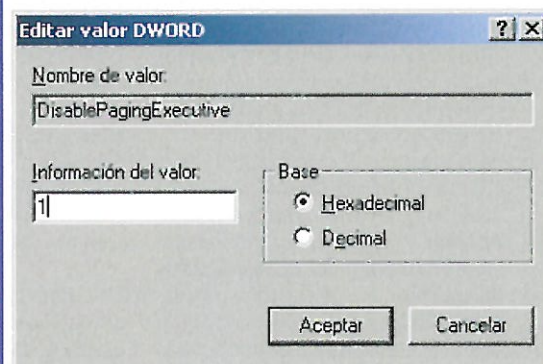 Editar valor DWORD
Nombre de valor:
DisablePagingExecutive
Información del valor:
1
Base
Hexadecimal
Decimal
Aceptar
Cancelar